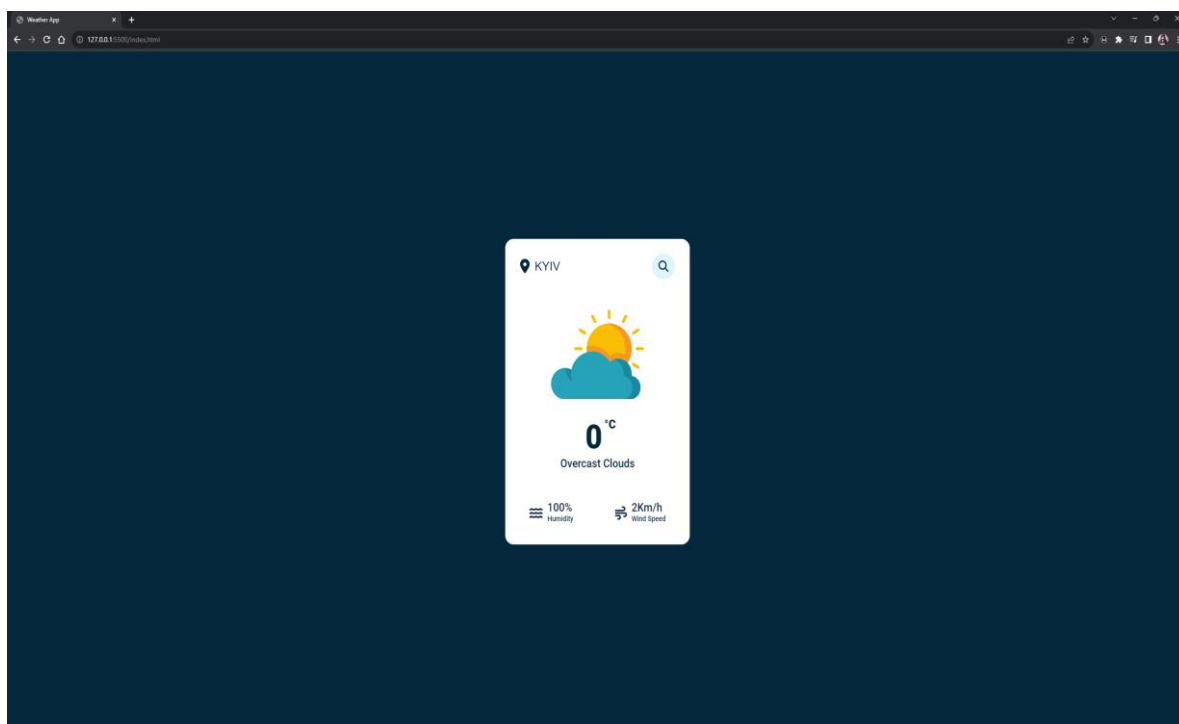 Weather App
127.0.0.1:5500/index.html
KYIV
0 °C
Overcast Clouds
100%
Humidity
2Km/h
Wind Speed